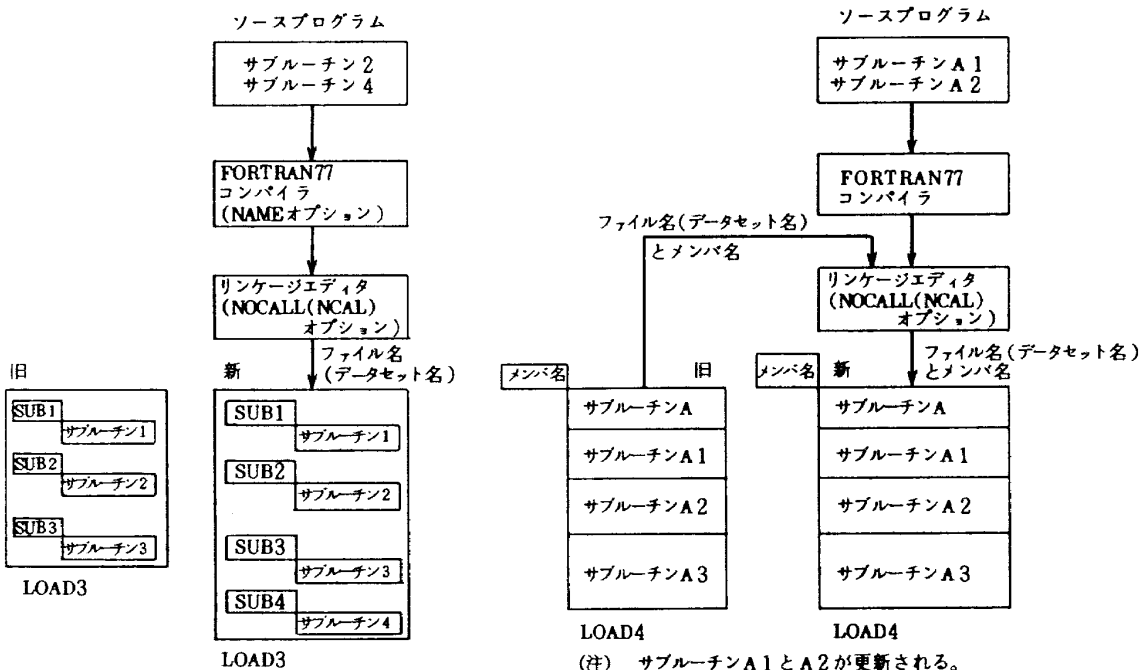 ソースプログラム
サブルーチン2
サブルーチン4
FORTRAN77
コンパイラ
(NAMEオプション)
リンケージエディタ
(NOCALL(NCAL)
オプション)
ファイル名
(データセット名)
旧
SUB1
サブルーチン1
SUB2
サブルーチン2
SUB3
サブルーチン3
LOAD3
新
SUB1
サブルーチン1
SUB2
サブルーチン2
SUB3
サブルーチン3
SUB4
サブルーチン4
LOAD3
ソースプログラム
サブルーチンA1
サブルーチンA2
FORTRAN77
コンパイラ
ファイル名(データセット名)
とメンバ名
リンケージエディタ
(NOCALL(NCAL)
オプション)
ファイル名(データセット名)
とメンバ名
メンバ名
旧
サブルーチンA
サブルーチンA1
サブルーチンA2
サブルーチンA3
LOAD4
メンバ名
新
サブルーチンA
サブルーチンA1
サブルーチンA2
サブルーチンA3
LOAD4
(注) サブルーチンA1とA2が更新される。